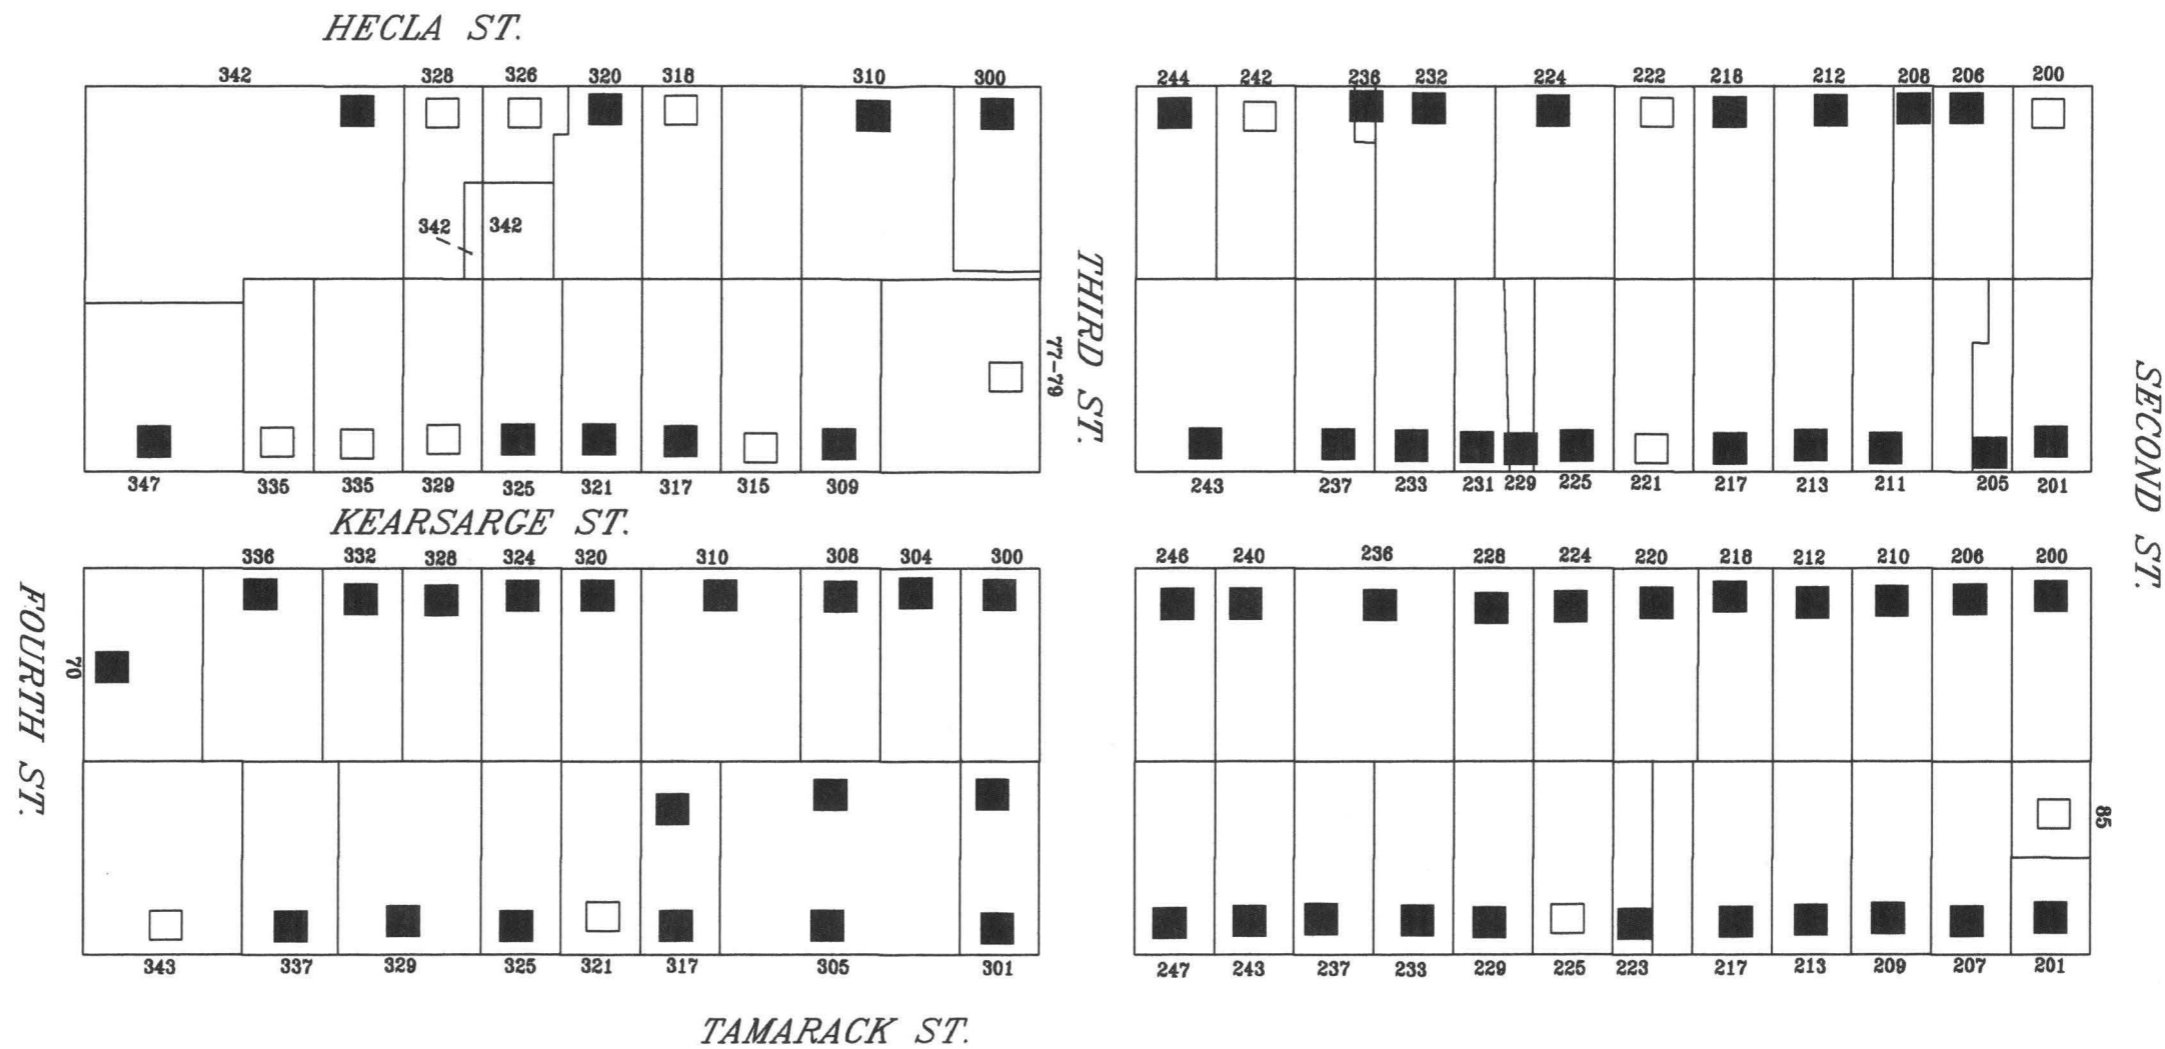 HECLA ST.
342 328 326 320 318 310 300
244 242 236 232 224 222 218 212 208 206 200
342 342
THIRD ST.
77-79
SECOND ST.
347 335 335 329 325 321 317 315 309
243 237 233 231 229 225 221 217 213 211 205 201
KEARSARGE ST.
336 332 328 324 320 310 308 304 300
246 240 236 228 224 220 218 212 210 206 200
FOURTH ST.
70
85
343 337 329 325 321 317 305 301
247 243 237 233 229 225 223 217 213 209 207 201
TAMARACK ST.